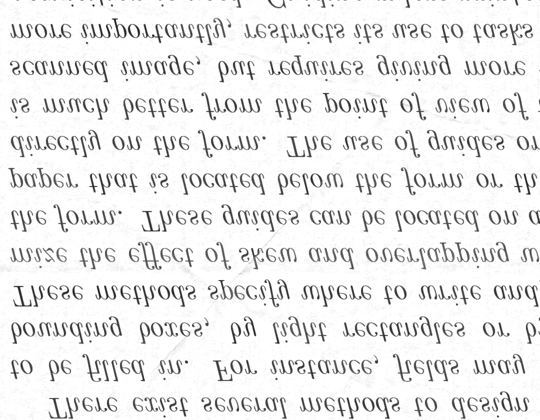 There exist several methods to design
to be filled in. For instance, fields may
bounding boxes, by light rectangles or by
These methods specify where to write and
mize the effect of skew and overlapping w
the form. These guides can be located on a
paper that is located below the form or th
directly on the form. The use of guides on
is much better from the point of view of
scanned image, but requires giving more
more importantly, restricts its use to tasks